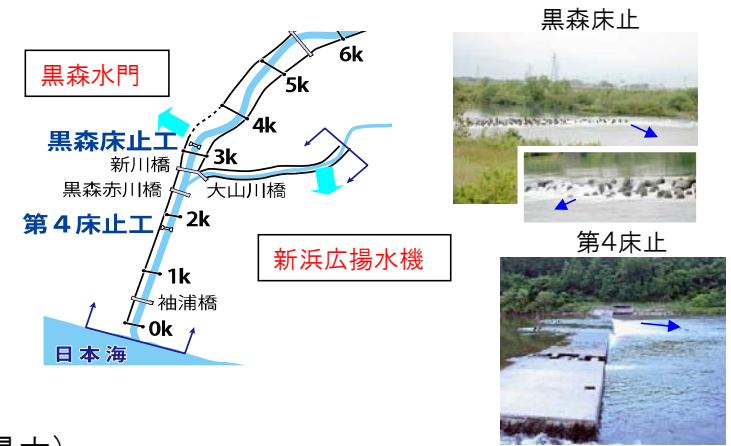 黒森床止
黒森水門
6k
5k
4k
黒森床止工
3k
新川橋
黒森赤川橋
大山川橋
第4床止工
2k
第4床止
新浜広揚水機
1k
袖浦橋
0k
日本海